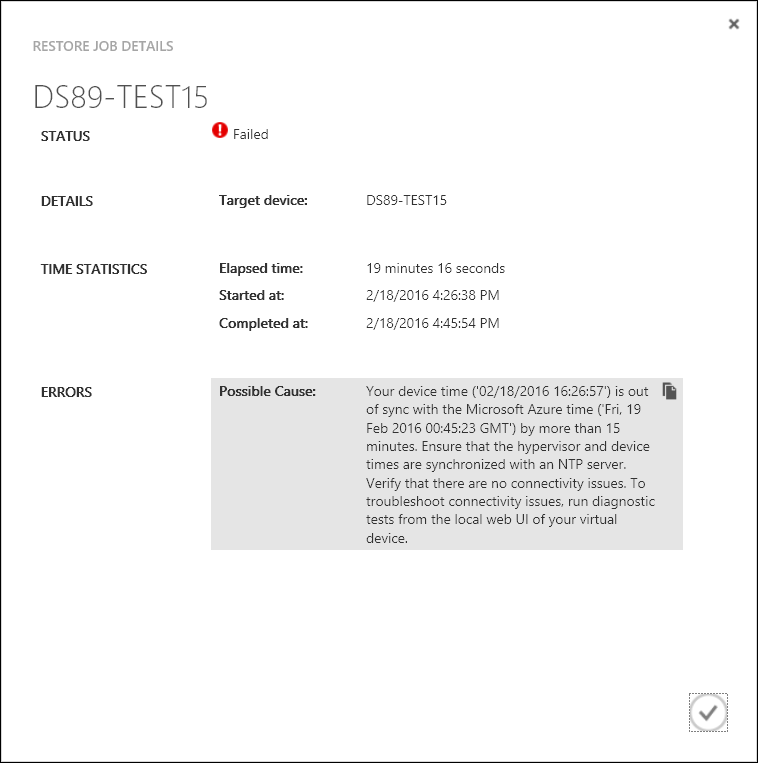 RESTORE JOB DETAILS
DS89-TEST15
STATUS
Failed
DETAILS
Target device:
DS89-TEST15
TIME STATISTICS
Elapsed time:
19 minutes 16 seconds
Started at:
2/18/2016 4:26:38 PM
Completed at:
2/18/2016 4:45:54 PM
ERRORS
Possible Cause:
Your device time ('02/18/2016 16:26:57') is out
of sync with the Microsoft Azure time ('Fri, 19
Feb 2016 00:45:23 GMT') by more than 15
minutes. Ensure that the hypervisor and device
times are synchronized with an NTP server.
Verify that there are no connectivity issues. To
troubleshoot connectivity issues, run diagnostic
tests from the local web UI of your virtual
device.